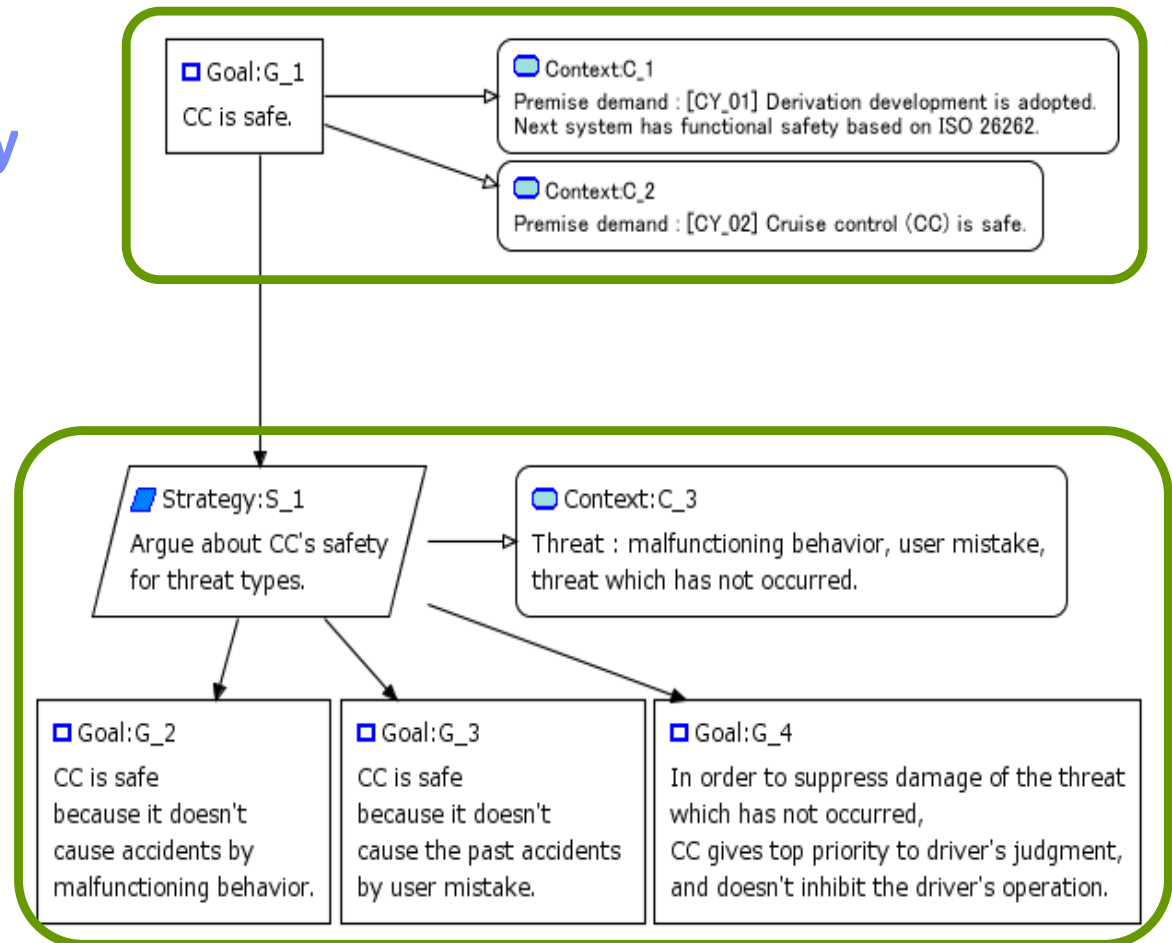 Goal:G_1
CC is safe.
Context:C_1
Premise demand : [CY_01] Derivation development is adopted.
Next system has functional safety based on ISO 26262.
Context:C_2
Premise demand : [CY_02] Cruise control (CC) is safe.
y
Strategy:S_1
Argue about CC's safety
for threat types.
Context:C_3
Threat : malfunctioning behavior, user mistake,
threat which has not occurred.
Goal:G_2
CC is safe
because it doesn't
cause accidents by
malfunctioning behavior.
Goal:G_3
CC is safe
because it doesn't
cause the past accidents
by user mistake.
Goal:G_4
In order to suppress damage of the threat
which has not occurred,
CC gives top priority to driver's judgment,
and doesn't inhibit the driver's operation.